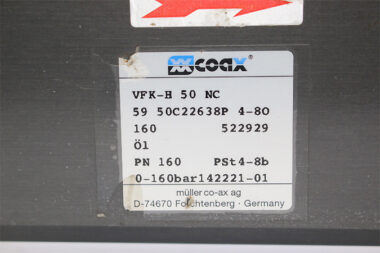 coax®
VFK-H 50 NC
59 50C22638P 4-80
160 522929
Öl
PN 160 PSt4-8b
0-160bar142221-01
müller co-ax ag
D-74670 Forchtenberg · Germany